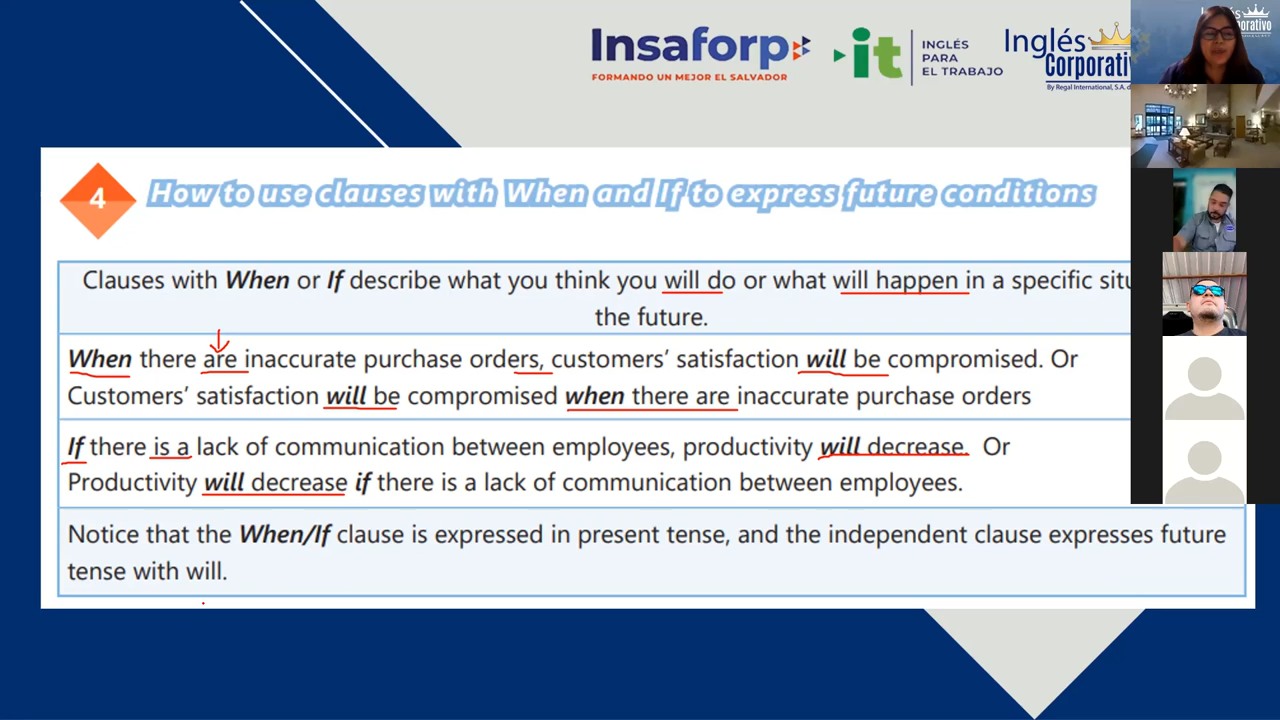 Insaforp
FORMANDO UN MEJOR EL SALVADOR
it
INGLÉS
PARA
EL TRABAJO
Inglés
Corporativo
By Regal International, S.A. d
4
How to use clauses with When and If to express future conditions
Clauses with When or If describe what you think you will do or what will happen in a specific
the future.
When there are inaccurate purchase orders, customers’ satisfaction will be compromised. Or
Customers’ satisfaction will be compromised when there are inaccurate purchase orders
If there is a lack of communication between employees, productivity will decrease. Or
Productivity will decrease if there is a lack of communication between employees.
Notice that the When/If clause is expressed in present tense, and the independent clause expresses future
tense with will.